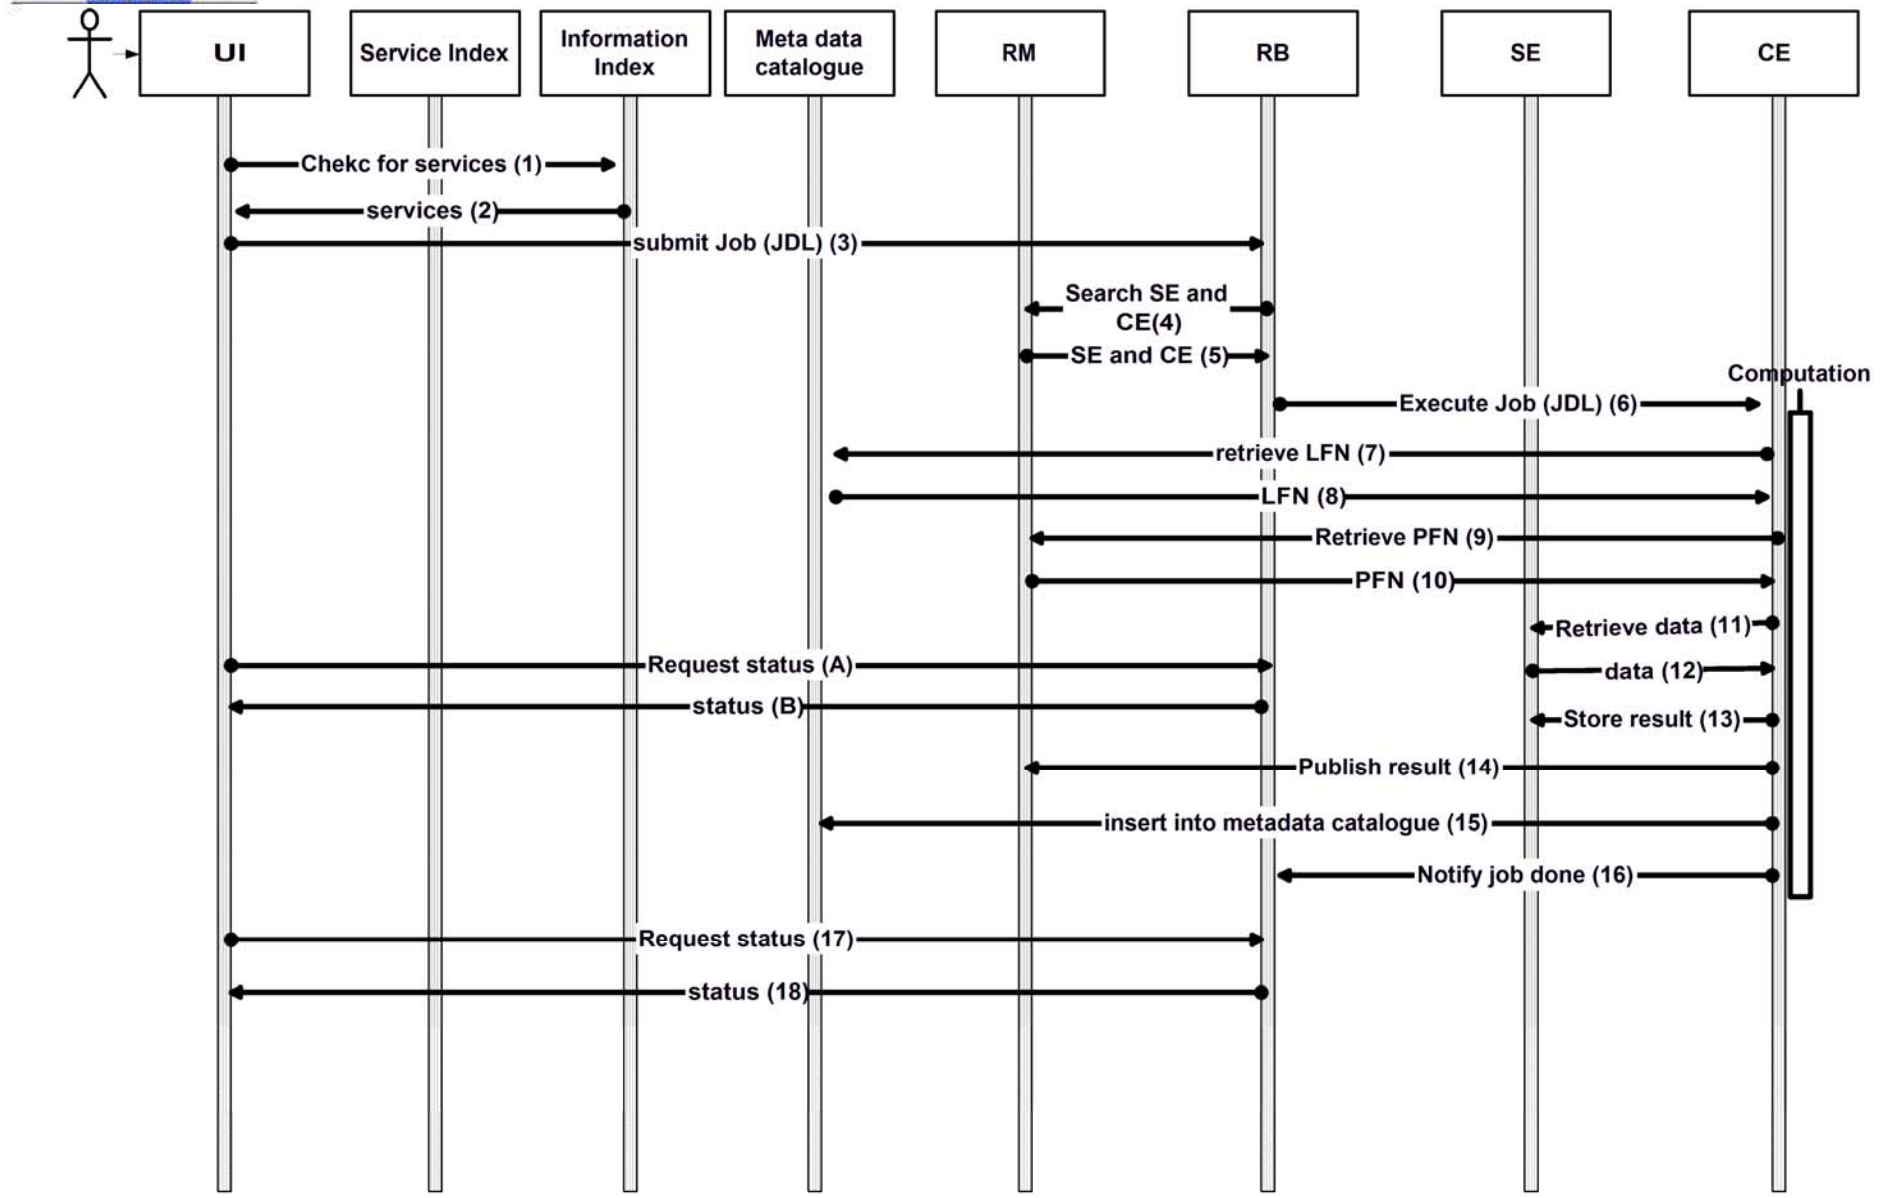 UI
Service Index
Information
Index
Meta data
catalogue
RM
RB
SE
CE
Chekc for services (1)
services (2)
submit Job (JDL) (3)
Search SE and
CE(4)
SE and CE (5)
Computation
Execute Job (JDL) (6)
retrieve LFN (7)
LFN (8)
Retrieve PFN (9)
PFN (10)
Retrieve data (11)
Request status (A)
data (12)
status (B)
Store result (13)
Publish result (14)
insert into metadata catalogue (15)
Notify job done (16)
Request status (17)
status (18)